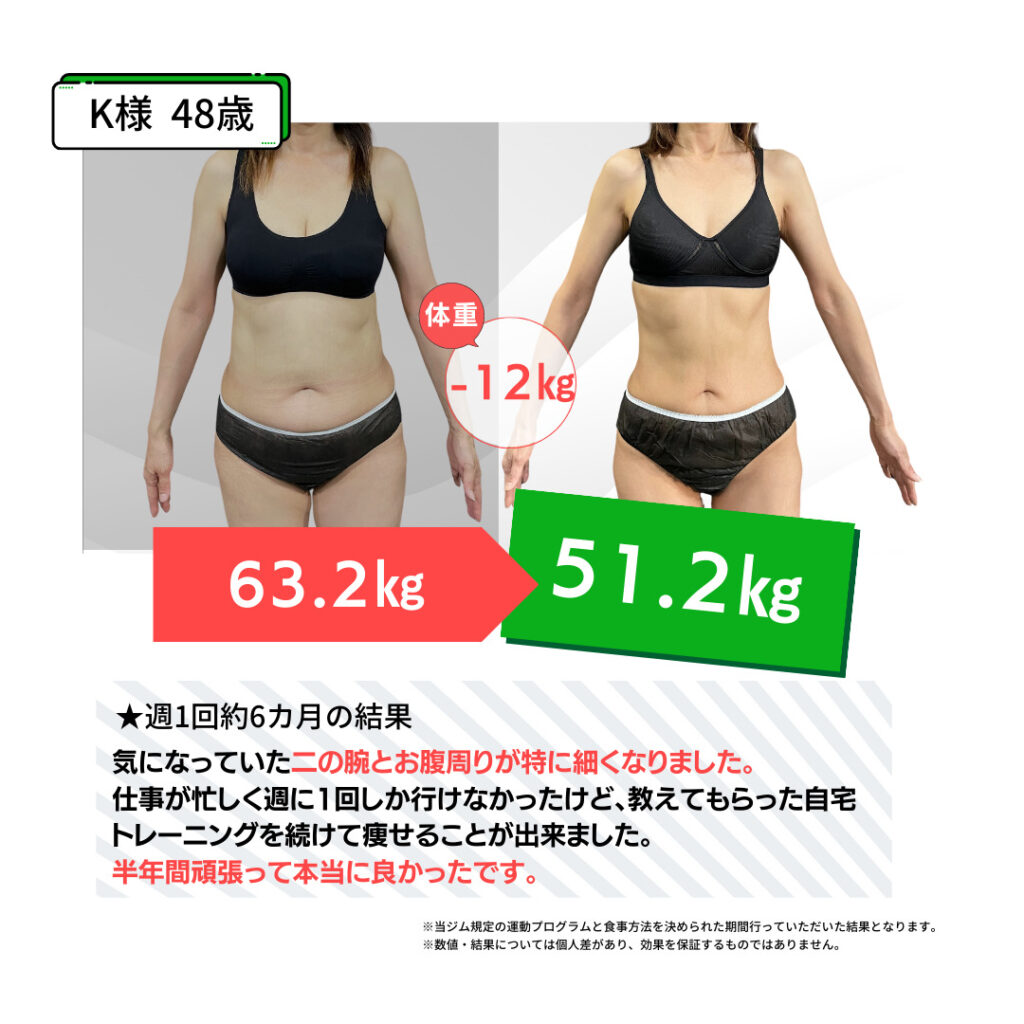 K様 48歳
体重
-12kg
63.2kg
51.2kg
★週1回約6カ月の結果
気になっていた二の腕とお腹周りが特に細くなりました。
仕事が忙しく週に1回しか行けなかったけど、教えてもらった自宅
トレーニングを続けて痩せることが出来ました。
半年間頑張って本当に良かったです。
※当ジム規定の運動プログラムと食事方法を決められた期間行っていただいた結果となります。
※数値・結果については個人差があり、効果を保証するものではありません。